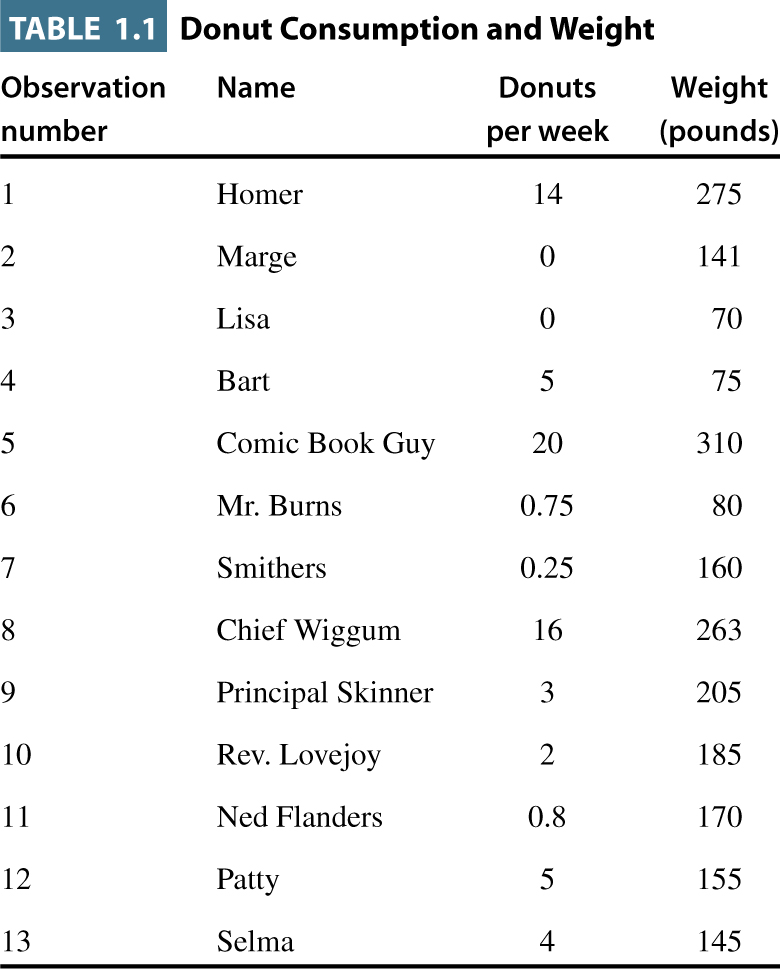 TABLE 1.1 Donut Consumption and Weight
Observation number Name Donuts per week Weight (pounds)
1 Homer 14 275
2 Marge 0 141
3 Lisa 0 70
4 Bart 5 75
5 Comic Book Guy 20 310
6 Mr. Burns 0.75 80
7 Smithers 0.25 160
8 Chief Wiggum 16 263
9 Principal Skinner 3 205
10 Rev. Lovejoy 2 185
11 Ned Flanders 0.8 170
12 Patty 5 155
13 Selma 4 145